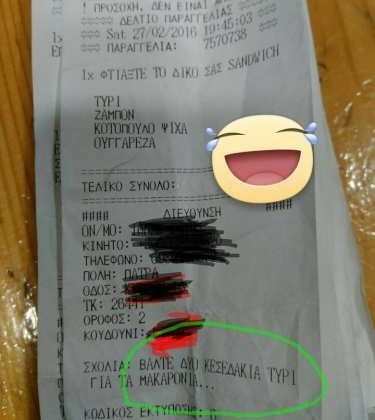 ! ΠΡΟΣΟΧΗ, ΔΕΝ ΕΙΝΑΙ
ΔΕΛΤΙΟ ΠΑΡΑΓΓΕΛΙΑΣ
Sat 27/02/2016 19:45:03
ΠΑΡΑΓΓΕΛΙΑ: 7570738
1x ΦΤΙΑΞΤΕ ΤΟ ΔΙΚΟ ΣΑΣ SANDWICH
ΤΥΡΙ
ΖΑΜΠΟΝ
ΚΟΤΟΠΟΥΛΟ ΨΙΧΑ
ΟΥΓΓΑΡΕΖΑ
ΤΕΛΙΚΟ ΣΥΝΟΛΟ:
#### ΔΙΕΥΘΥΝΣΗ ####
ΟΝ/ΜΟ:
ΚΙΝΗΤΟ:
ΤΗΛΕΦΩΝΟ:
ΠΟΛΗ: ΠΑΤΡΑ
ΟΔΟΣ:
ΤΚ: 26441
ΟΡΟΦΟΣ: 2
ΚΟΥΔΟΥΝΙ:
ΣΧΟΛΙΑ: ΒΑΛΤΕ ΔΥΟ ΚΕΣΕΔΑΚΙΑ ΤΥΡΙ
ΓΙΑ ΤΑ ΜΑΚΑΡΟΝΙΑ...
ΚΩΔΙΚΟΣ ΕΚΤΥΠΩΣΗΣ: